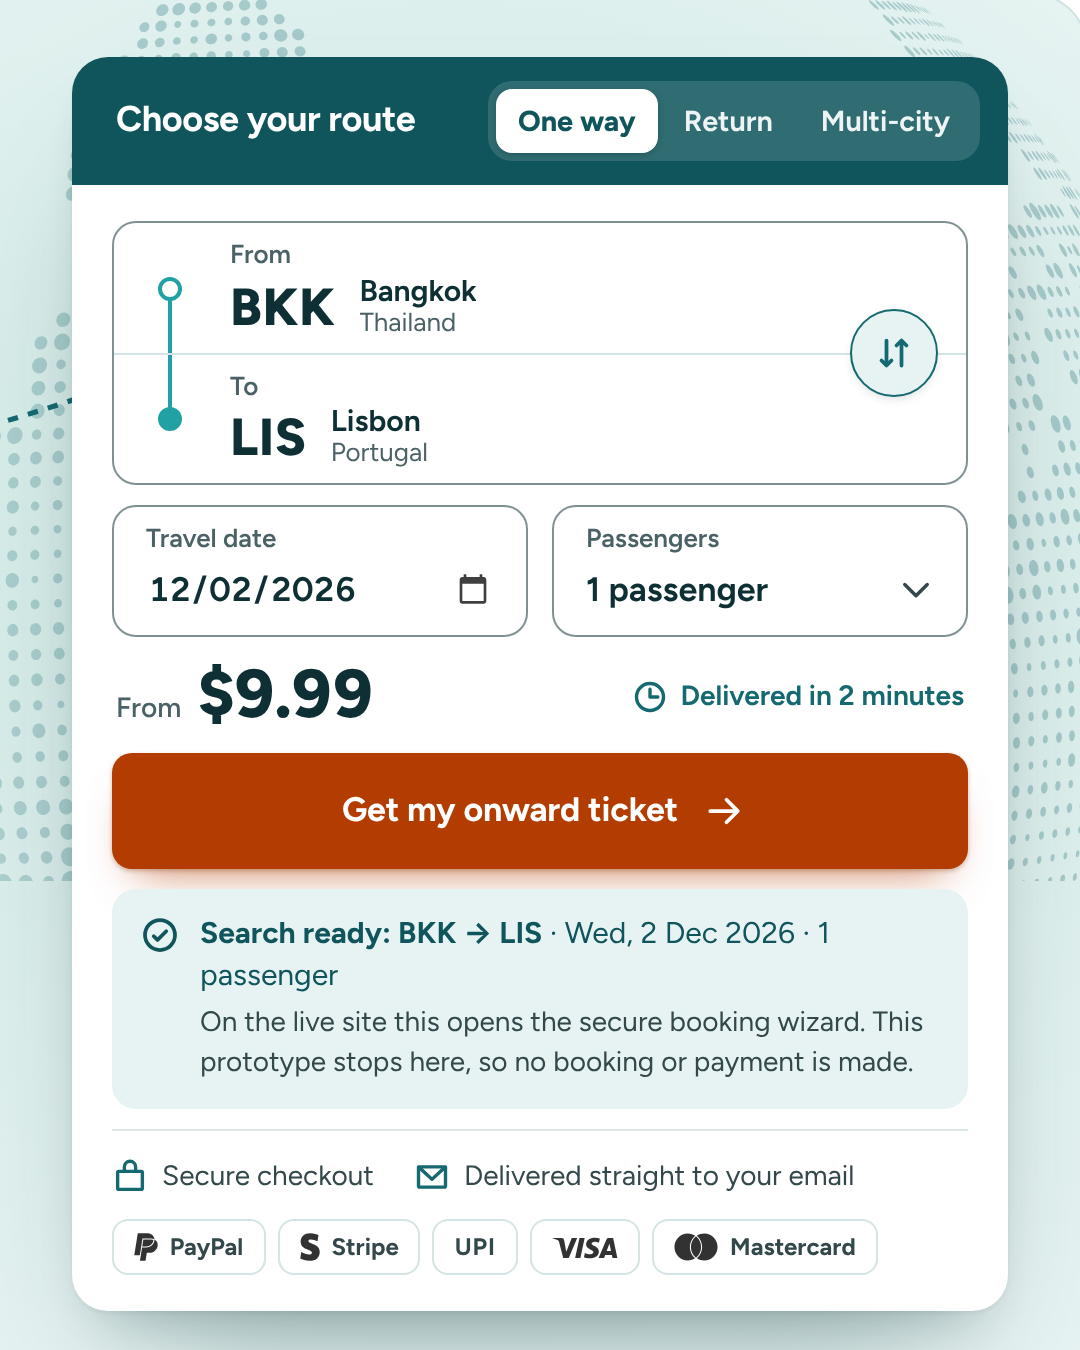 Choose your route
One way
Return
Multi-city
From
BKK
Bangkok
Thailand
To
LIS
Lisbon
Portugal
Travel date
12/02/2026
Passengers
1 passenger
From $9.99
Delivered in 2 minutes
Get my onward ticket →
Search ready: BKK → LIS · Wed, 2 Dec 2026 · 1
passenger
On the live site this opens the secure booking wizard. This
prototype stops here, so no booking or payment is made.
Secure checkout
Delivered straight to your email
PayPal
Stripe
UPI
VISA
Mastercard